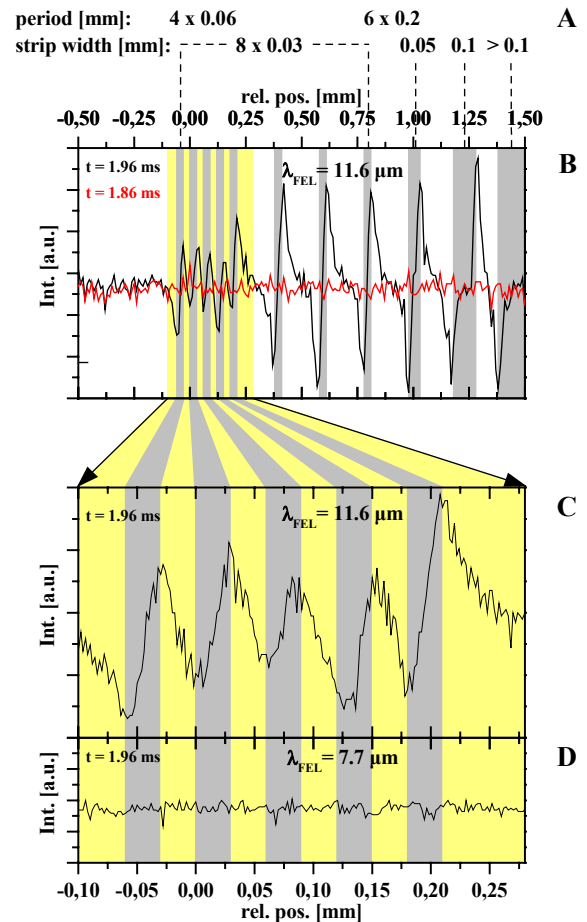 period [mm]: 4 x 0.06 6 x 0.2 A
strip width [mm]: 8 x 0.03 0.05 0.1 > 0.1
rel. pos. [mm]
-0,50 -0,25 0,00 0,25 0,50 0,75 1,00 1,25 1,50
B
t = 1.96 ms λFEL = 11.6 µm
t = 1.86 ms
Int. [a.u.]
C
t = 1.96 ms λFEL = 11.6 µm
Int. [a.u.]
D
t = 1.96 ms λFEL = 7.7 µm
Int. [a.u.]
-0,10 -0,05 0,00 0,05 0,10 0,15 0,20 0,25
rel. pos. [mm]